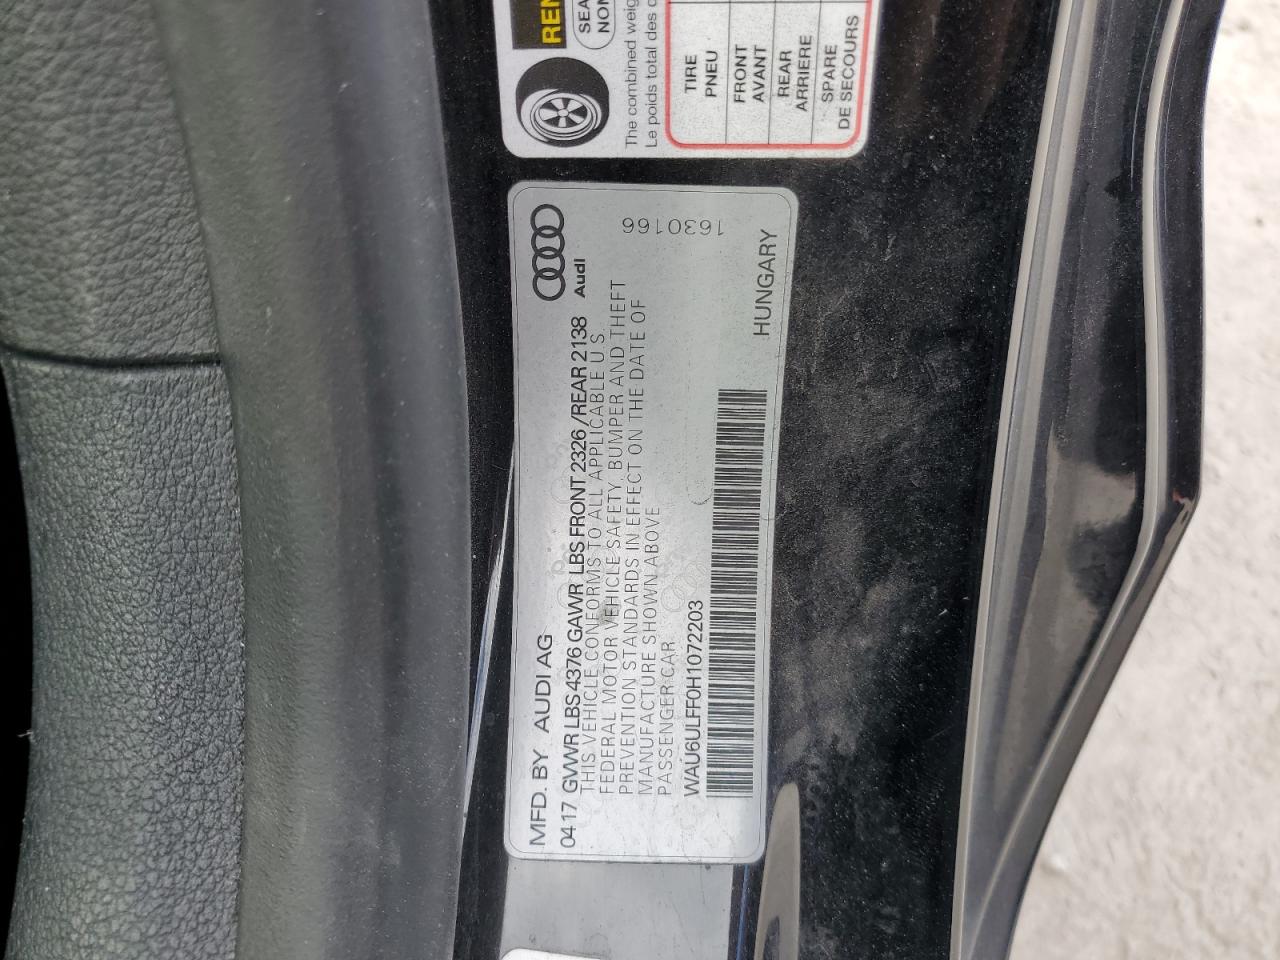 REN
SEA
NON
The combined weig
Le poids total des o
TIRE
PNEU
FRONT
AVANT
REAR
ARRIERE
SPARE
DE SECOURS
Audi
1630166
MFD. BY AUDI AG
04 17 GVWR LBS 4376 GAWR LBS FRONT 2326 /REAR 2138
THIS VEHICLE CONFORMS TO ALL APPLICABLE U.S.
FEDERAL MOTOR VEHICLE SAFETY, BUMPER AND THEFT
PREVENTION STANDARDS IN EFFECT ON THE DATE OF
MANUFACTURE SHOWN ABOVE
PASSENGER CAR
WAU6ULFF0H1072203
HUNGARY